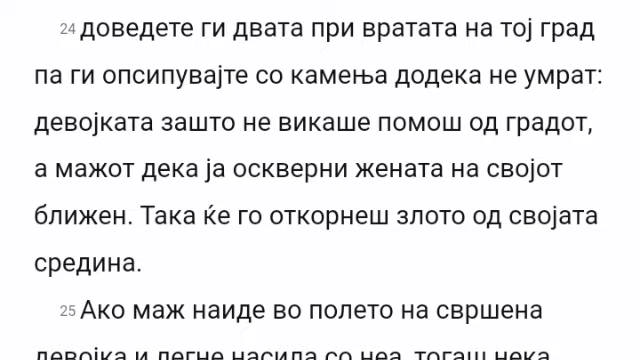 24 доведете ги двата при вратата на тој град
па ги опсипувајте со камења додека не умрат:
девојката зашто не викаше помош од градот,
а мажот дека ја оскверни жената на својот
ближен. Така ќе го откорнеш злото од својата
средина.
25 Ако маж наиде во полето на свршена
девојка и легне насила со неа, тогаш нека